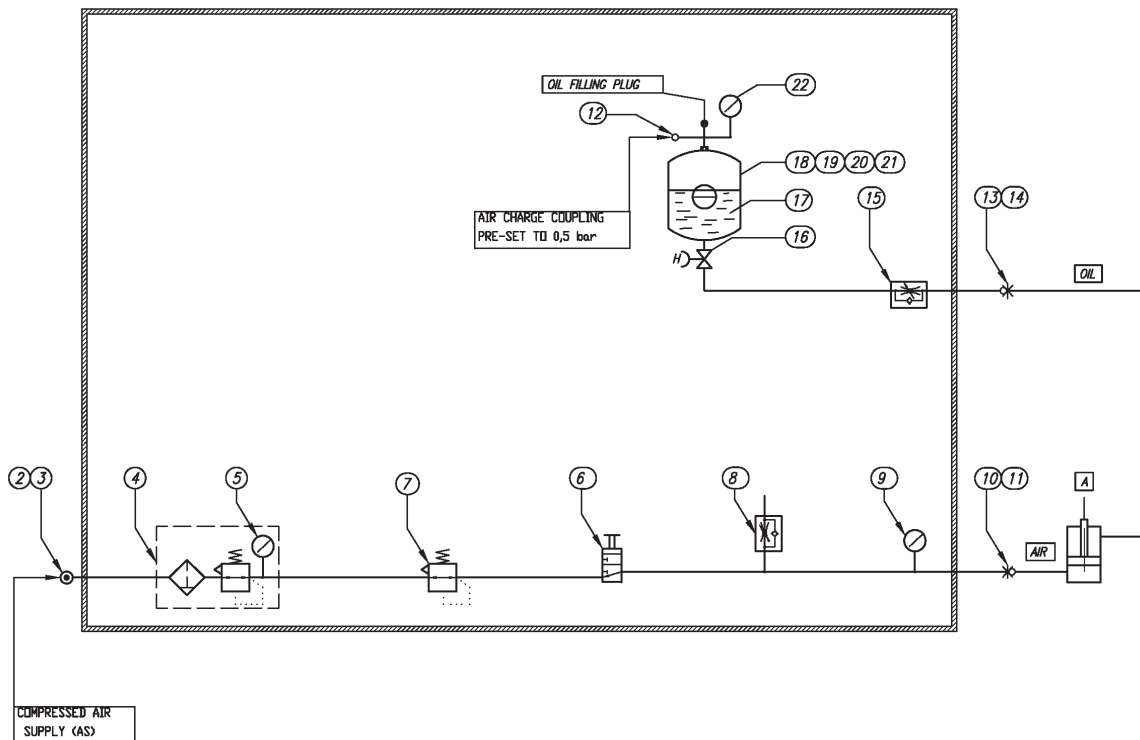 OIL FILLING PLUG
22
12
18 19 20 21
17
15
13 14
AIR CHARGE COUPLING
PRE-SET TO 0,5 bar
16
H
OIL
2 3
4
5
7
6
8
9
10 11
A
AIR
COMPRESSED AIR
SUPPLY (AS)